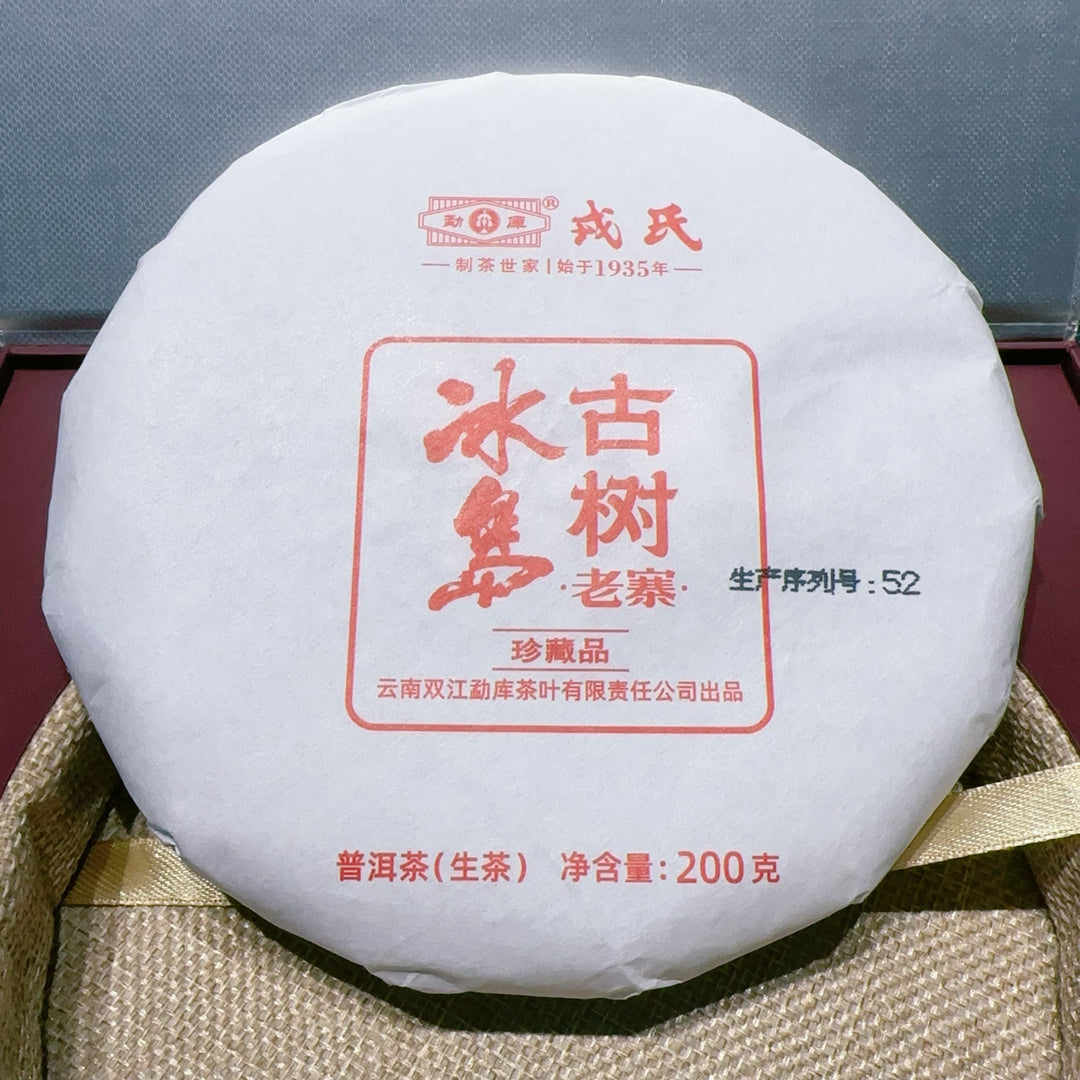 勐库® 戎氏
制茶世家|始于1935年
冰岛
古树
·老寨·
生产序列号:52
珍藏品
云南双江勐库茶叶有限责任公司出品
普洱茶(生茶) 净含量:200克